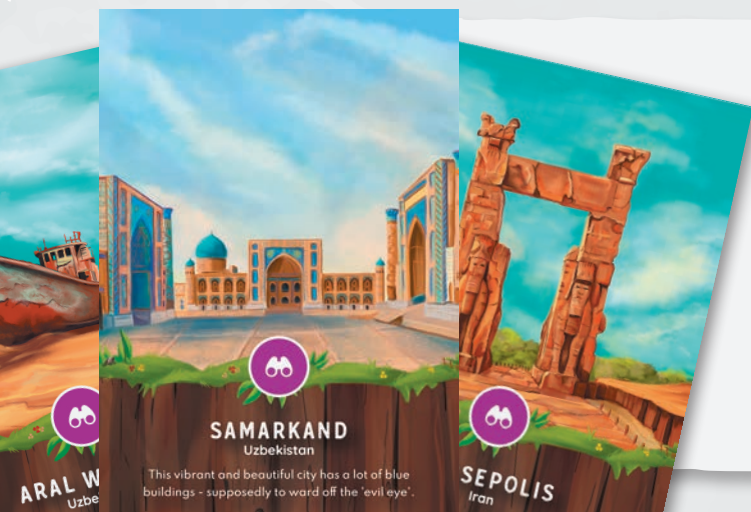 ARAL W
Uzbe
SAMARKAND
Uzbekistan
This vibrant and beautiful city has a lot of blue
buildings - supposedly to ward off the 'evil eye'.
SEPOLIS
Iran